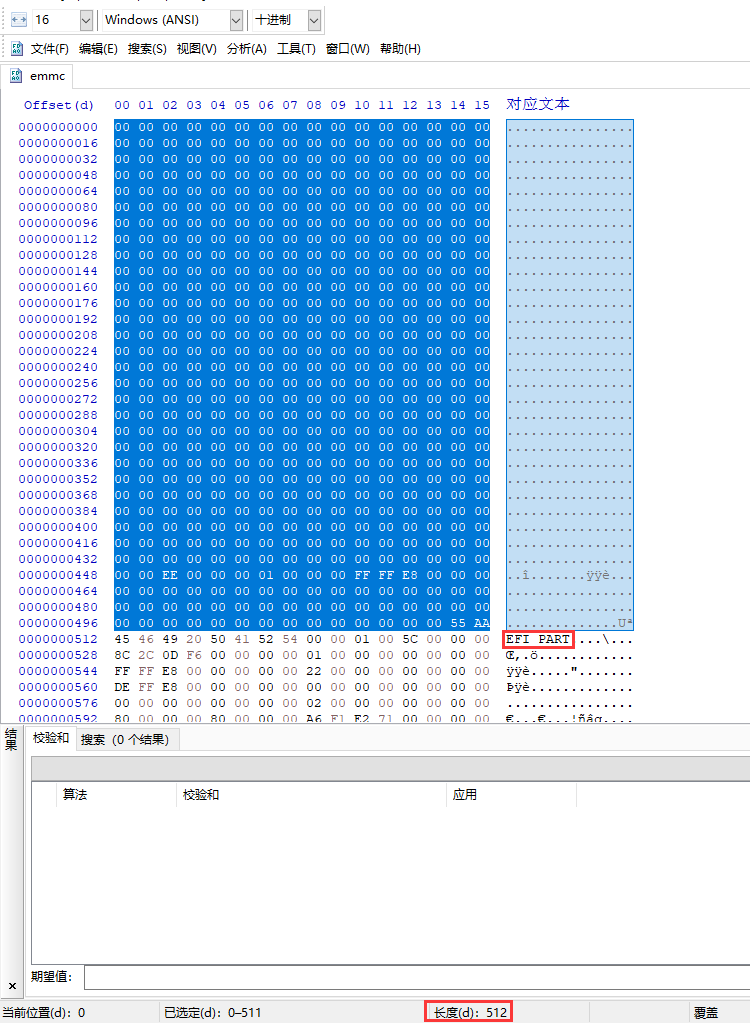 16 Windows (ANSI) 十进制
文件(F) 编辑(E) 搜索(S) 视图(V) 分析(A) 工具(T) 窗口(W) 帮助(H)
emmc
Offset(d) 00 01 02 03 04 05 06 07 08 09 10 11 12 13 14 15 对应文本
0000000000 00 00 00 00 00 00 00 00 00 00 00 00 00 00 00 00 ................
0000000016 00 00 00 00 00 00 00 00 00 00 00 00 00 00 00 00 ................
0000000032 00 00 00 00 00 00 00 00 00 00 00 00 00 00 00 00 ................
0000000048 00 00 00 00 00 00 00 00 00 00 00 00 00 00 00 00 ................
0000000064 00 00 00 00 00 00 00 00 00 00 00 00 00 00 00 00 ................
0000000080 00 00 00 00 00 00 00 00 00 00 00 00 00 00 00 00 ................
0000000096 00 00 00 00 00 00 00 00 00 00 00 00 00 00 00 00 ................
0000000112 00 00 00 00 00 00 00 00 00 00 00 00 00 00 00 00 ................
0000000128 00 00 00 00 00 00 00 00 00 00 00 00 00 00 00 00 ................
0000000144 00 00 00 00 00 00 00 00 00 00 00 00 00 00 00 00 ................
0000000160 00 00 00 00 00 00 00 00 00 00 00 00 00 00 00 00 ................
0000000176 00 00 00 00 00 00 00 00 00 00 00 00 00 00 00 00 ................
0000000192 00 00 00 00 00 00 00 00 00 00 00 00 00 00 00 00 ................
0000000208 00 00 00 00 00 00 00 00 00 00 00 00 00 00 00 00 ................
0000000224 00 00 00 00 00 00 00 00 00 00 00 00 00 00 00 00 ................
0000000240 00 00 00 00 00 00 00 00 00 00 00 00 00 00 00 00 ................
0000000256 00 00 00 00 00 00 00 00 00 00 00 00 00 00 00 00 ................
0000000272 00 00 00 00 00 00 00 00 00 00 00 00 00 00 00 00 ................
0000000288 00 00 00 00 00 00 00 00 00 00 00 00 00 00 00 00 ................
0000000304 00 00 00 00 00 00 00 00 00 00 00 00 00 00 00 00 ................
0000000320 00 00 00 00 00 00 00 00 00 00 00 00 00 00 00 00 ................
0000000336 00 00 00 00 00 00 00 00 00 00 00 00 00 00 00 00 ................
0000000352 00 00 00 00 00 00 00 00 00 00 00 00 00 00 00 00 ................
0000000368 00 00 00 00 00 00 00 00 00 00 00 00 00 00 00 00 ................
0000000384 00 00 00 00 00 00 00 00 00 00 00 00 00 00 00 00 ................
0000000400 00 00 00 00 00 00 00 00 00 00 00 00 00 00 00 00 ................
0000000416 00 00 00 00 00 00 00 00 00 00 00 00 00 00 00 00 ................
0000000432 00 00 00 00 00 00 00 00 00 00 00 00 00 00 00 00 ................
0000000448 00 00 EE 00 00 00 01 00 00 00 FF FF E8 00 00 00 ..î.......ÿÿè...
0000000464 00 00 00 00 00 00 00 00 00 00 00 00 00 00 00 00 ................
0000000480 00 00 00 00 00 00 00 00 00 00 00 00 00 00 00 00 ................
0000000496 00 00 00 00 00 00 00 00 00 00 00 00 00 00 55 AA ..............Uª
0000000512 45 46 49 20 50 41 52 54 00 00 01 00 5C 00 00 00 EFI PART....\...
0000000528 8C 2C 0D F6 00 00 00 00 01 00 00 00 00 00 00 00 Œ,.ö............
0000000544 FF FF E8 00 00 00 00 00 22 00 00 00 00 00 00 00 ÿÿè.....".......
0000000560 DE FF E8 00 00 00 00 00 00 00 00 00 00 00 00 00 Þÿè.............
0000000576 00 00 00 00 00 00 00 00 02 00 00 00 00 00 00 00 ................
0000000592 80 00 00 00 80 00 00 00 A6 F1 E2 71 00 00 00 00 €...€...¦ñâq....
结果
校验和 搜索（0 个结果）
算法 校验和 应用
期望值：
当前位置(d)：0 已选定(d)：0–511 长度(d)：512 覆盖